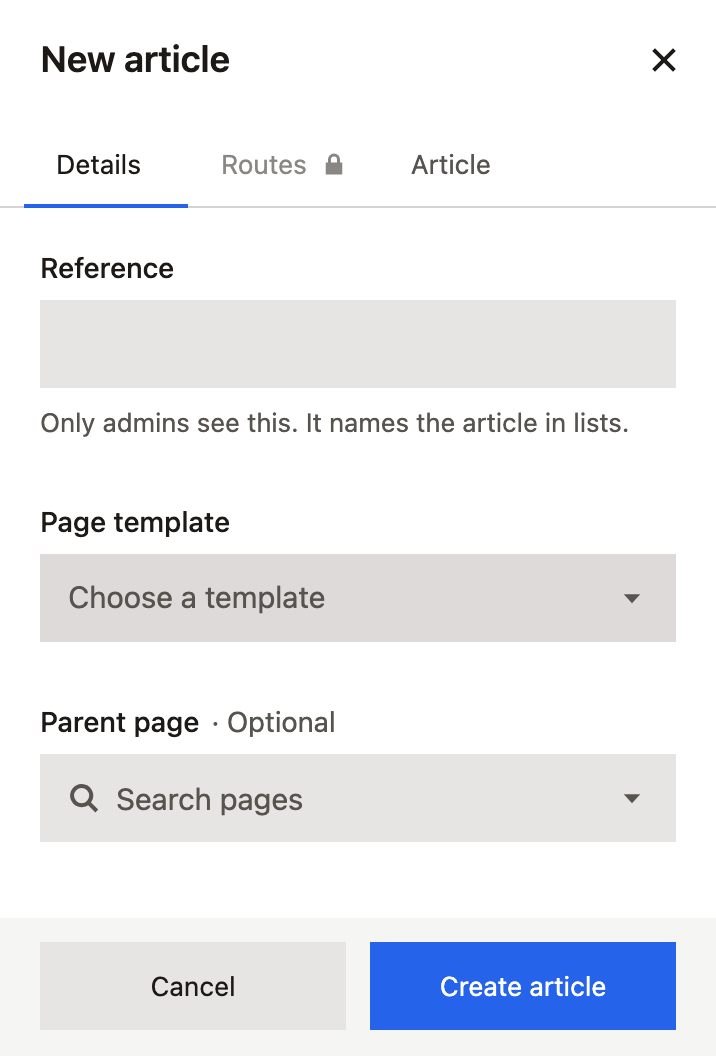 New article
Details
Routes
Article
Reference
Only admins see this. It names the article in lists.
Page template
Choose a template
Parent page · Optional
Search pages
Cancel
Create article